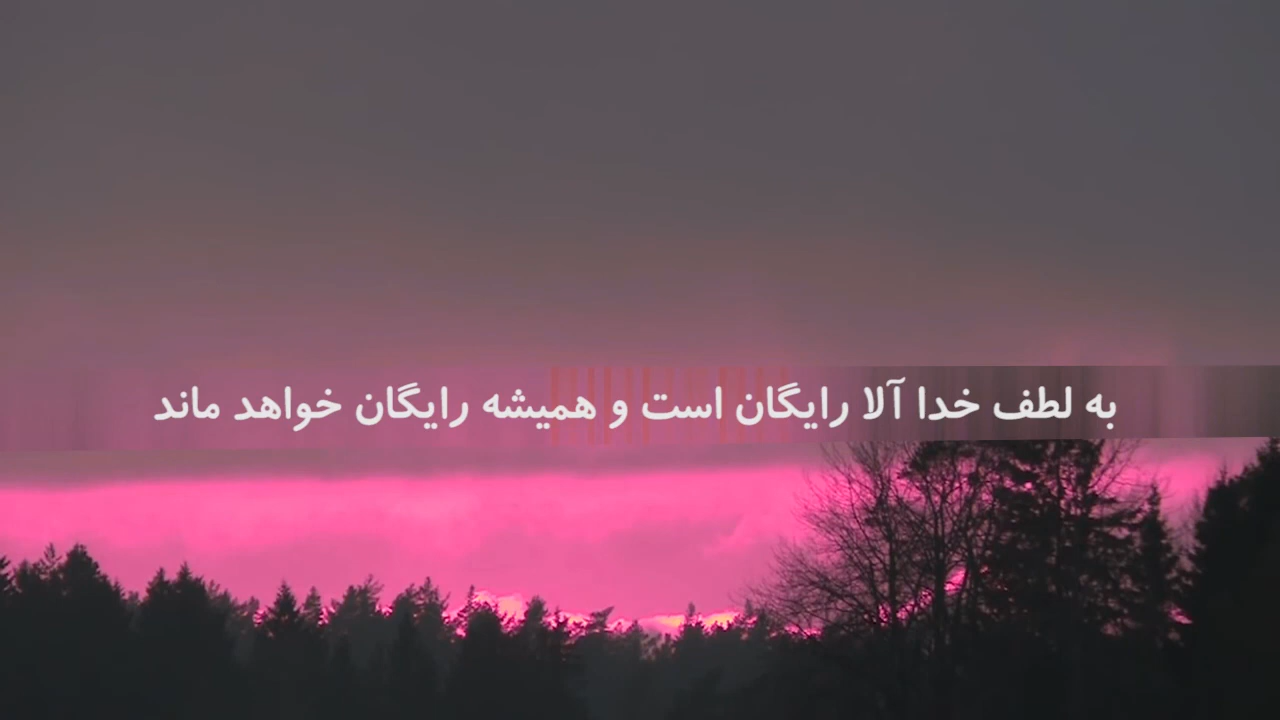 به لطف خدا آلا رایگان است و همیشه رایگان خواهد ماند